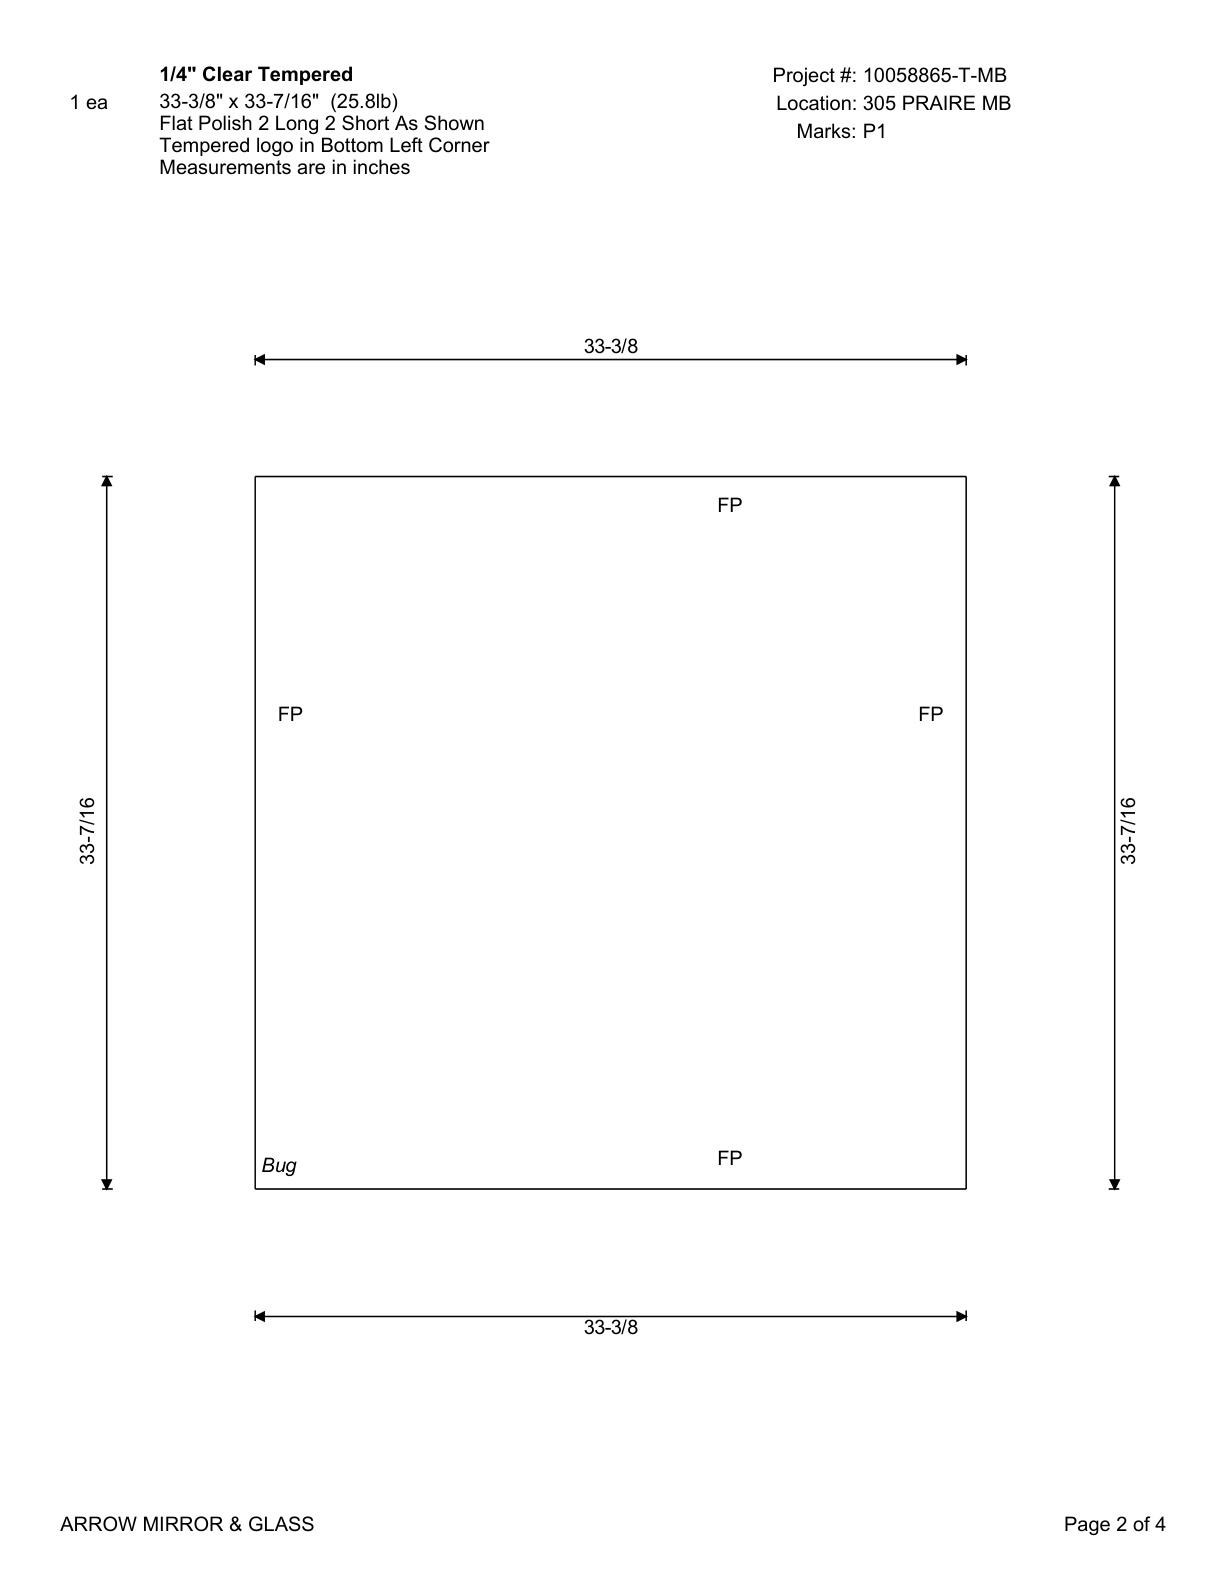 1/4" Clear Tempered
1 ea
33-3/8" x 33-7/16" (25.8lb)
Flat Polish 2 Long 2 Short As Shown
Tempered logo in Bottom Left Corner
Measurements are in inches
Project #: 10058865-T-MB
Location: 305 PRAIRE MB
Marks: P1
33-3/8
FP
FP
FP
33-7/16
33-7/16
FP
Bug
33-3/8
ARROW MIRROR & GLASS
Page 2 of 4